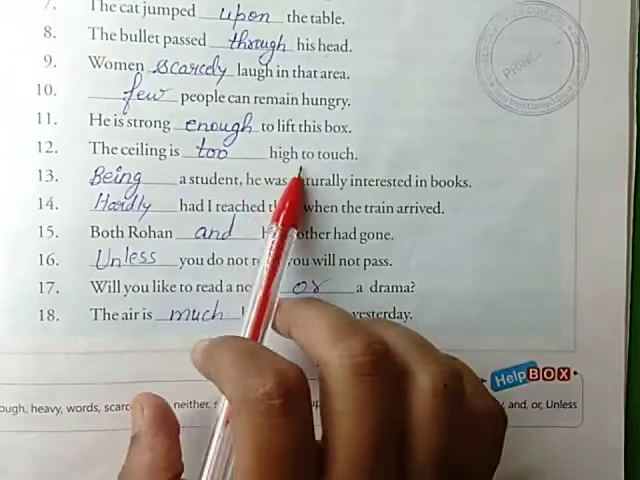 7. The cat jumped upon the table.
8. The bullet passed through his head.
9. Women scarcely laugh in that area.
10. few people can remain hungry.
11. He is strong enough to lift this box.
12. The ceiling is too high to touch.
13. Being a student, he was naturally interested in books.
14. Hardly had I reached when the train arrived.
15. Both Rohan and had gone.
16. Unless you do not you will not pass.
17. Will you like to read a or a drama?
18. The air is much yesterday.
Help BOX
heavy, words, neither, and, or, Unless